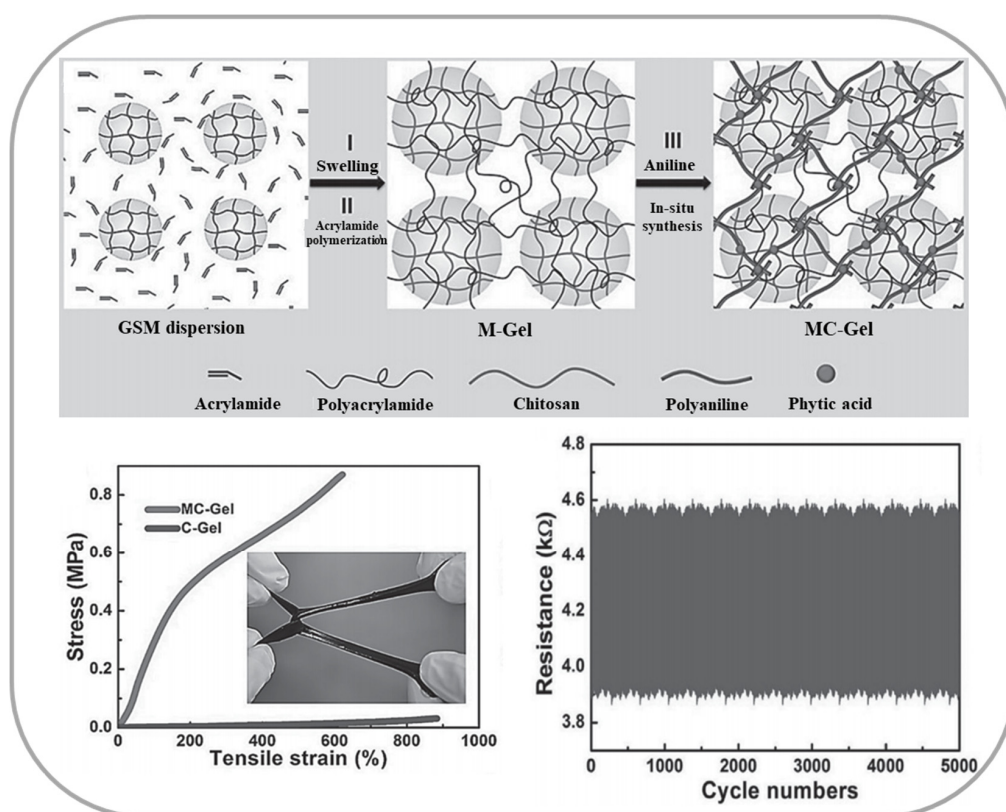 I
Swelling
II
Acrylamide
polymerization
III
Aniline
In-situ
synthesis
GSM dispersion
M-Gel
MC-Gel
Acrylamide
Polyacrylamide
Chitosan
Polyaniline
Phytic acid
Stress (MPa)
0.8
0.6
0.4
0.2
0.0
MC-Gel
C-Gel
0
200
400
600
800
1000
Tensile strain (%)
Resistance (kΩ)
4.8
4.6
4.4
4.2
4.0
3.8
0
1000
2000
3000
4000
5000
Cycle numbers